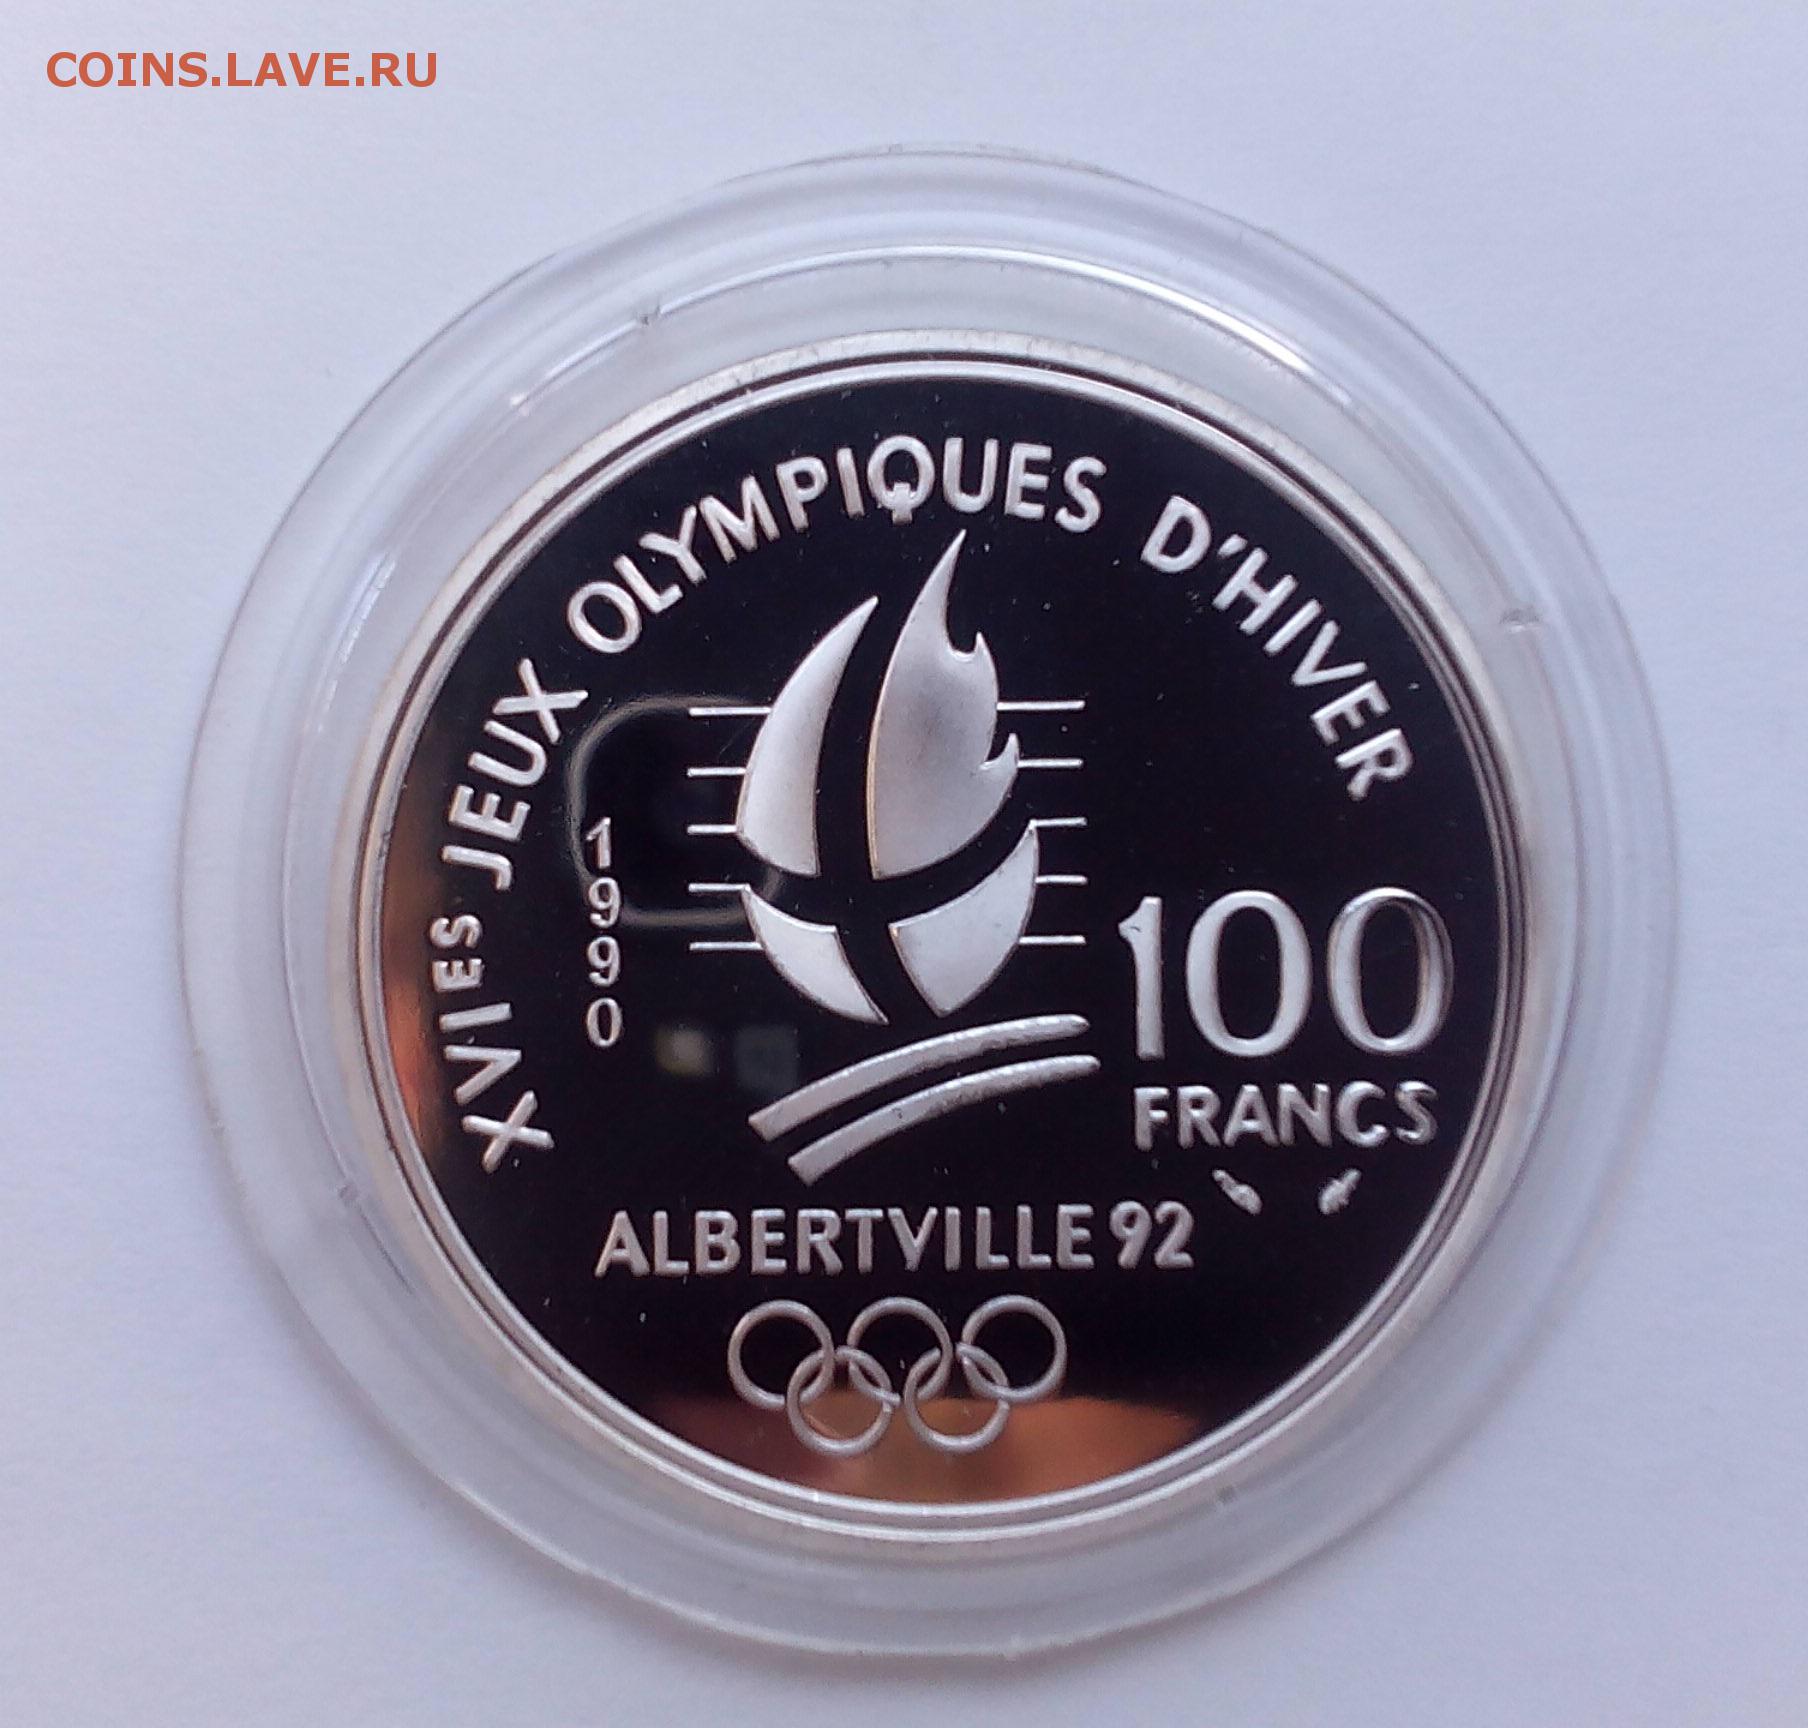 COINS.LAVE.RU
XVIES JEUX OLYMPIQUES D'HIVER
1990
100
FRANCS
ALBERTVILLE 92